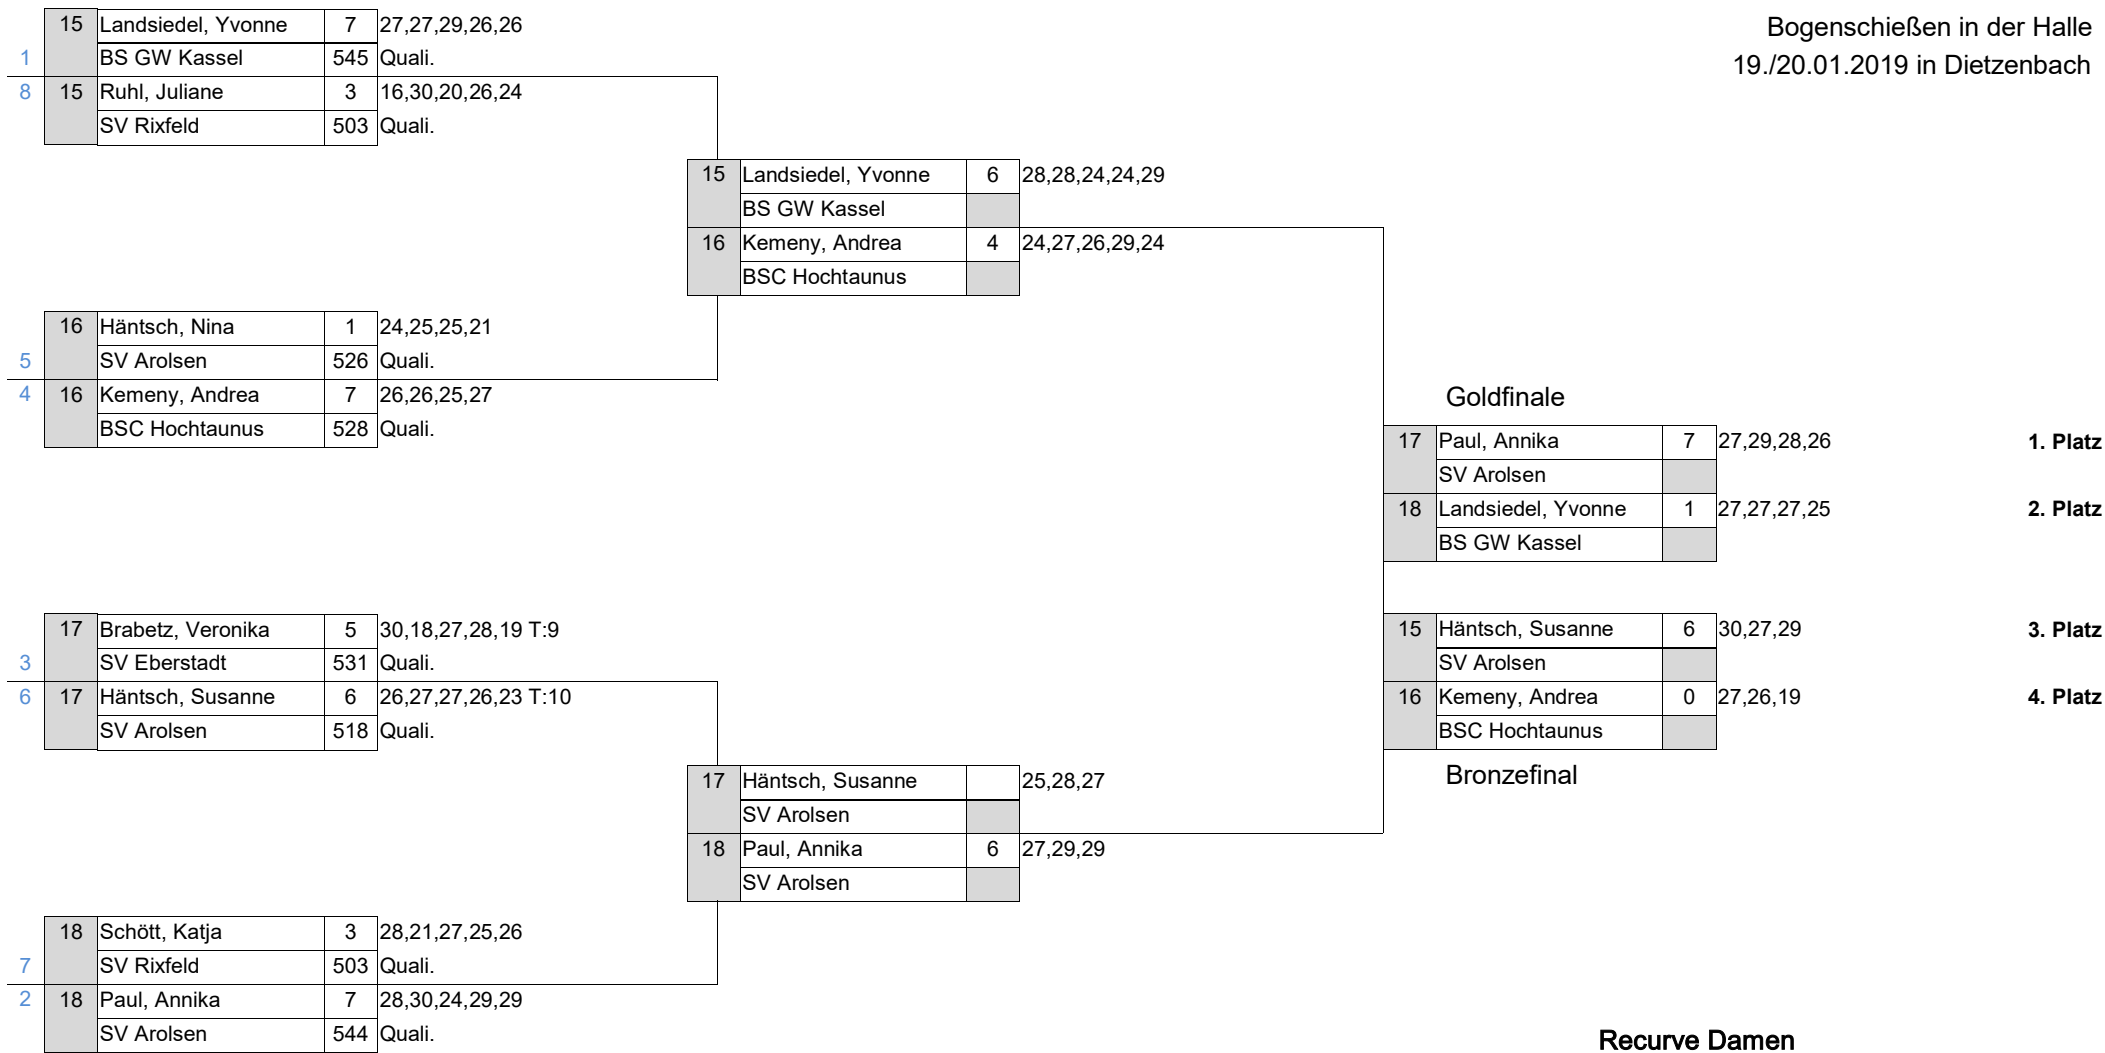 Bogenschießen in der Halle
19./20.01.2019 in Dietzenbach
15 Landsiedel, Yvonne 7 27,27,29,26,26
1 BS GW Kassel 545 Quali.
8 15 Ruhl, Juliane 3 16,30,20,26,24
SV Rixfeld 503 Quali.
15 Landsiedel, Yvonne 6 28,28,24,24,29
BS GW Kassel
16 Kemeny, Andrea 4 24,27,26,29,24
BSC Hochtaunus
16 Häntsch, Nina 1 24,25,25,21
5 SV Arolsen 526 Quali.
4 16 Kemeny, Andrea 7 26,26,25,27
BSC Hochtaunus 528 Quali.
Goldfinale
17 Paul, Annika 7 27,29,28,26 1. Platz
SV Arolsen
18 Landsiedel, Yvonne 1 27,27,27,25 2. Platz
BS GW Kassel
17 Brabetz, Veronika 5 30,18,27,28,19 T:9
3 SV Eberstadt 531 Quali.
6 17 Häntsch, Susanne 6 26,27,27,26,23 T:10
SV Arolsen 518 Quali.
15 Häntsch, Susanne 6 30,27,29 3. Platz
SV Arolsen
16 Kemeny, Andrea 0 27,26,19 4. Platz
BSC Hochtaunus
Bronzefinal
17 Häntsch, Susanne 25,28,27
SV Arolsen
18 Paul, Annika 6 27,29,29
SV Arolsen
18 Schött, Katja 3 28,21,27,25,26
7 SV Rixfeld 503 Quali.
2 18 Paul, Annika 7 28,30,24,29,29
SV Arolsen 544 Quali.
Recurve Damen